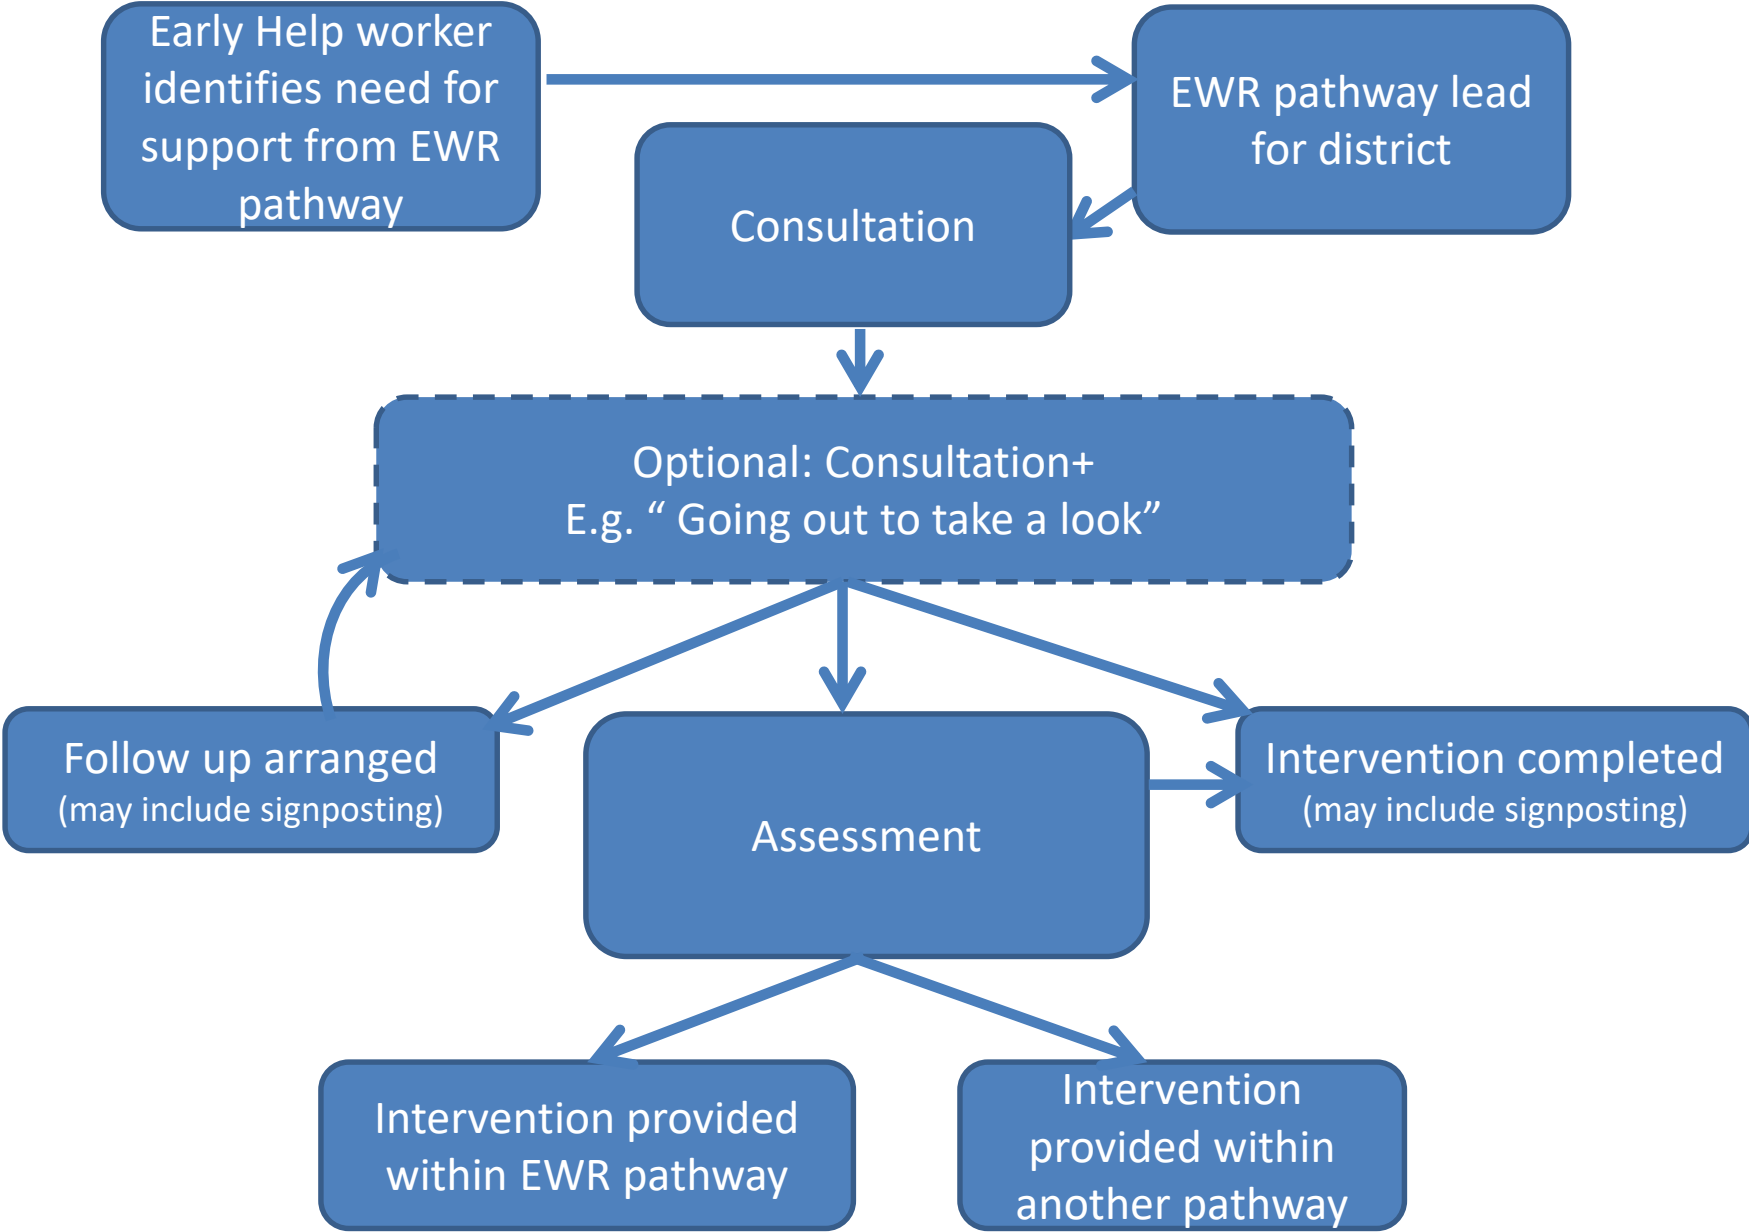 Early Help worker
identifies need for
support from EWR
pathway
EWR pathway lead
for district
Consultation
Optional: Consultation+
E.g. “ Going out to take a look”
Follow up arranged
(may include signposting)
Assessment
Intervention completed
(may include signposting)
Intervention provided
within EWR pathway
Intervention
provided within
another pathway